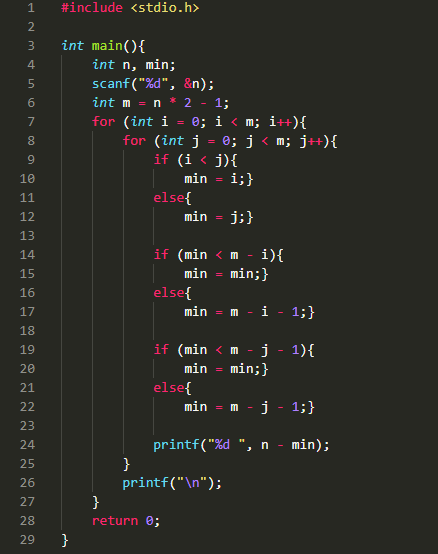 1 #include <stdio.h>
2
3 int main(){
4     int n, min;
5     scanf("%d", &n);
6     int m = n * 2 - 1;
7     for (int i = 0; i < m; i++){
8         for (int j = 0; j < m; j++){
9             if (i < j){
10                 min = i;}
11             else{
12                 min = j;}
13
14             if (min < m - i){
15                 min = min;}
16             else{
17                 min = m - i - 1;}
18
19             if (min < m - j - 1){
20                 min = min;}
21             else{
22                 min = m - j - 1;}
23
24             printf("%d ", n - min);
25         }
26         printf("\n");
27     }
28     return 0;
29 }